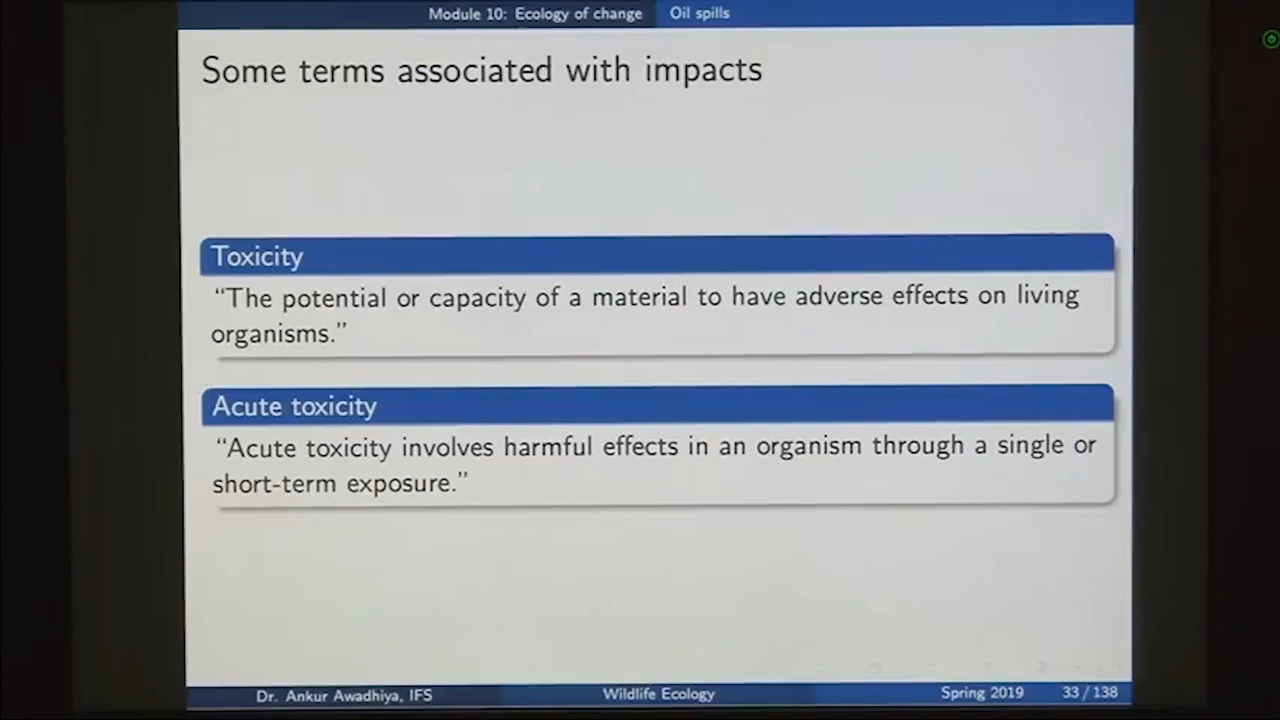 Module 10: Ecology of change Oil spills
Some terms associated with impacts
Toxicity
“The potential or capacity of a material to have adverse effects on living
organisms.”
Acute toxicity
“Acute toxicity involves harmful effects in an organism through a single or
short-term exposure.”
Dr. Ankur Awadhiya, IFS Wildlife Ecology Spring 2019 33 / 138